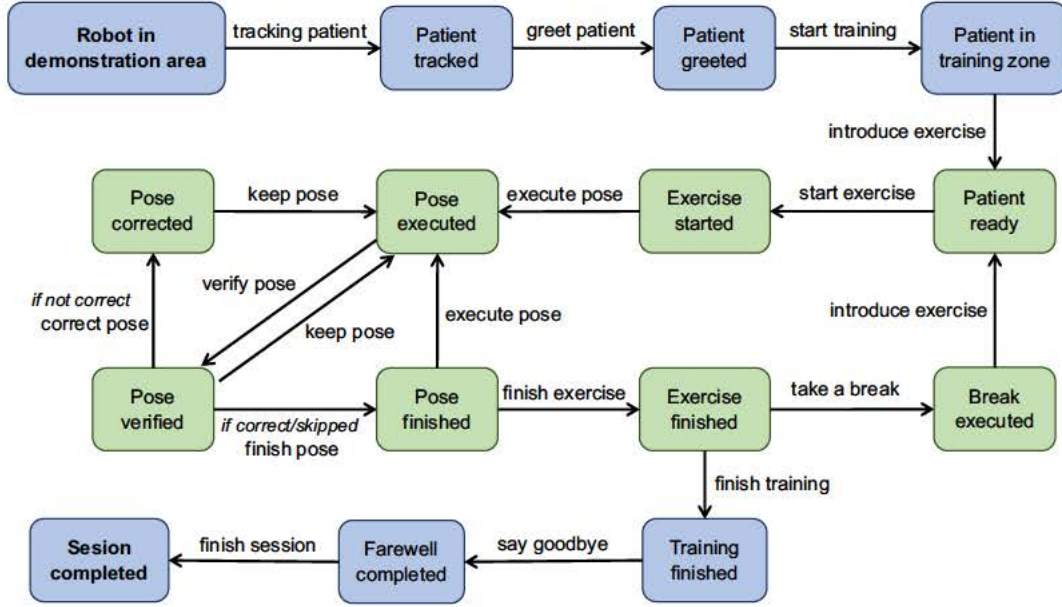 Robot in
demonstration area
tracking patient
Patient
tracked
greet patient
Patient
greeted
start training
Patient in
training zone
introduce exercise
Pose
corrected
keep pose
Pose
executed
execute pose
Exercise
started
start exercise
Patient
ready
if not correct
correct pose
verify pose
keep pose
execute pose
introduce exercise
Pose
verified
if correct/skipped
finish pose
Pose
finished
finish exercise
Exercise
finished
take a break
Break
executed
finish training
Sesion
completed
finish session
Farewell
completed
say goodbye
Training
finished